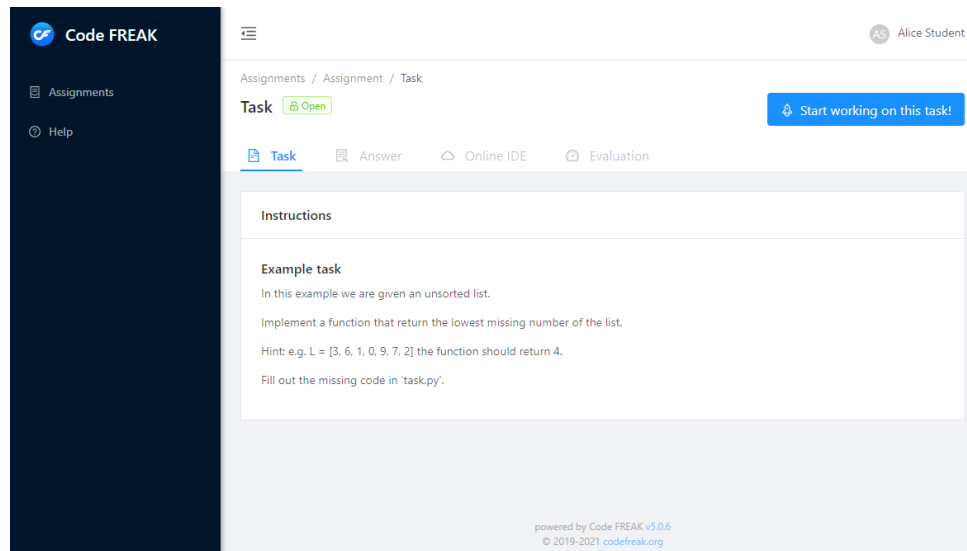 Code FREAK
Assignments
Help
AS Alice Student
Assignments / Assignment / Task
Task Open
Start working on this task!
Task Answer Online IDE Evaluation
Instructions
Example task
In this example we are given an unsorted list.
Implement a function that return the lowest missing number of the list.
Hint: e.g. L = [3, 6, 1, 0, 9, 7, 2] the function should return 4.
Fill out the missing code in 'task.py'.
powered by Code FREAK v5.0.6
© 2019-2021 codefreak.org